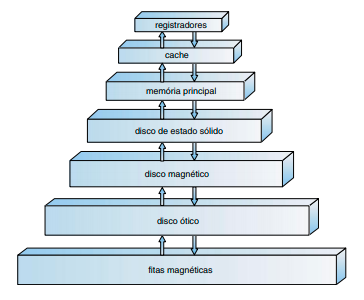 registradores
cache
memória principal
disco de estado sólido
disco magnético
disco ótico
fitas magnéticas